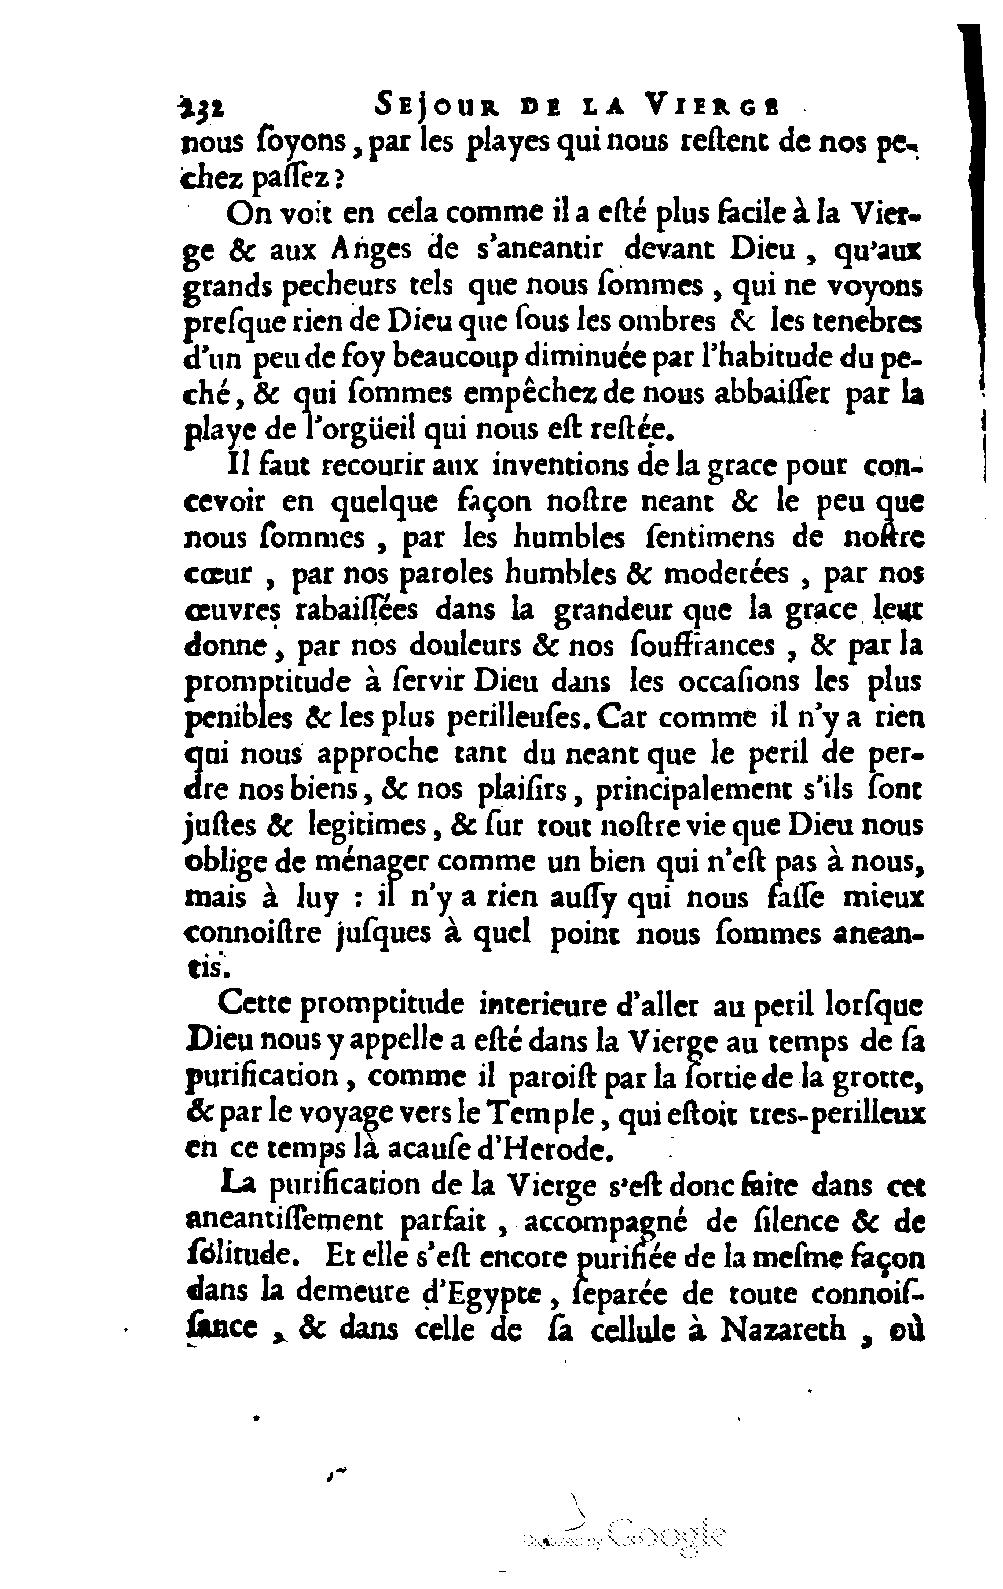 232 SEJOUR DE LA VIERGE
nous ſoyons, par les playes qui nous reſtent de nos pe-
chez paſſez?
On voit en cela comme il a eſté plus facile à la Vier-
ge & aux Anges de s'aneantir devant Dieu, qu'aux
grands pecheurs tels que nous ſommes, qui ne voyons
preſque rien de Dieu que ſous les ombres & les tenebres
d'un peu de foy beaucoup diminuée par l'habitude du pe-
ché, & qui ſommes empêchez de nous abbaiſſer par la
playe de l'orgüeil qui nous eſt reſtée.
Il faut recourir aux inventions de la grace pour con-
cevoir en quelque façon noſtre neant & le peu que
nous ſommes, par les humbles ſentimens de noſtre
cœur, par nos paroles humbles & moderées, par nos
œuvres rabaiſſées dans la grandeur que la grace leur
donne, par nos douleurs & nos ſouffrances, & par la
promptitude à ſervir Dieu dans les occaſions les plus
penibles & les plus perilleuſes. Car comme il n'y a rien
qui nous approche tant du neant que le peril de per-
dre nos biens, & nos plaiſirs, principalement s'ils ſont
juſtes & legitimes, & ſur tout noſtre vie que Dieu nous
oblige de ménager comme un bien qui n'eſt pas à nous,
mais à luy : il n'y a rien auſſy qui nous faſſe mieux
connoiſtre juſques à quel point nous ſommes anean-
tis.
Cette promptitude interieure d'aller au peril lorſque
Dieu nous y appelle a eſté dans la Vierge au temps de ſa
purification, comme il paroiſt par la ſortie de la grotte,
& par le voyage vers le Temple, qui eſtoit tres-perilleux
en ce temps là acauſe d'Herode.
La purification de la Vierge s'eſt donc faite dans cet
aneantiſſement parfait, accompagné de ſilence & de
ſolitude. Et elle s'eſt encore purifiée de la meſme façon
dans la demeure d'Egypte, ſeparée de toute connoiſ-
ſance, & dans celle de ſa cellule à Nazareth, où
Digitized by Google